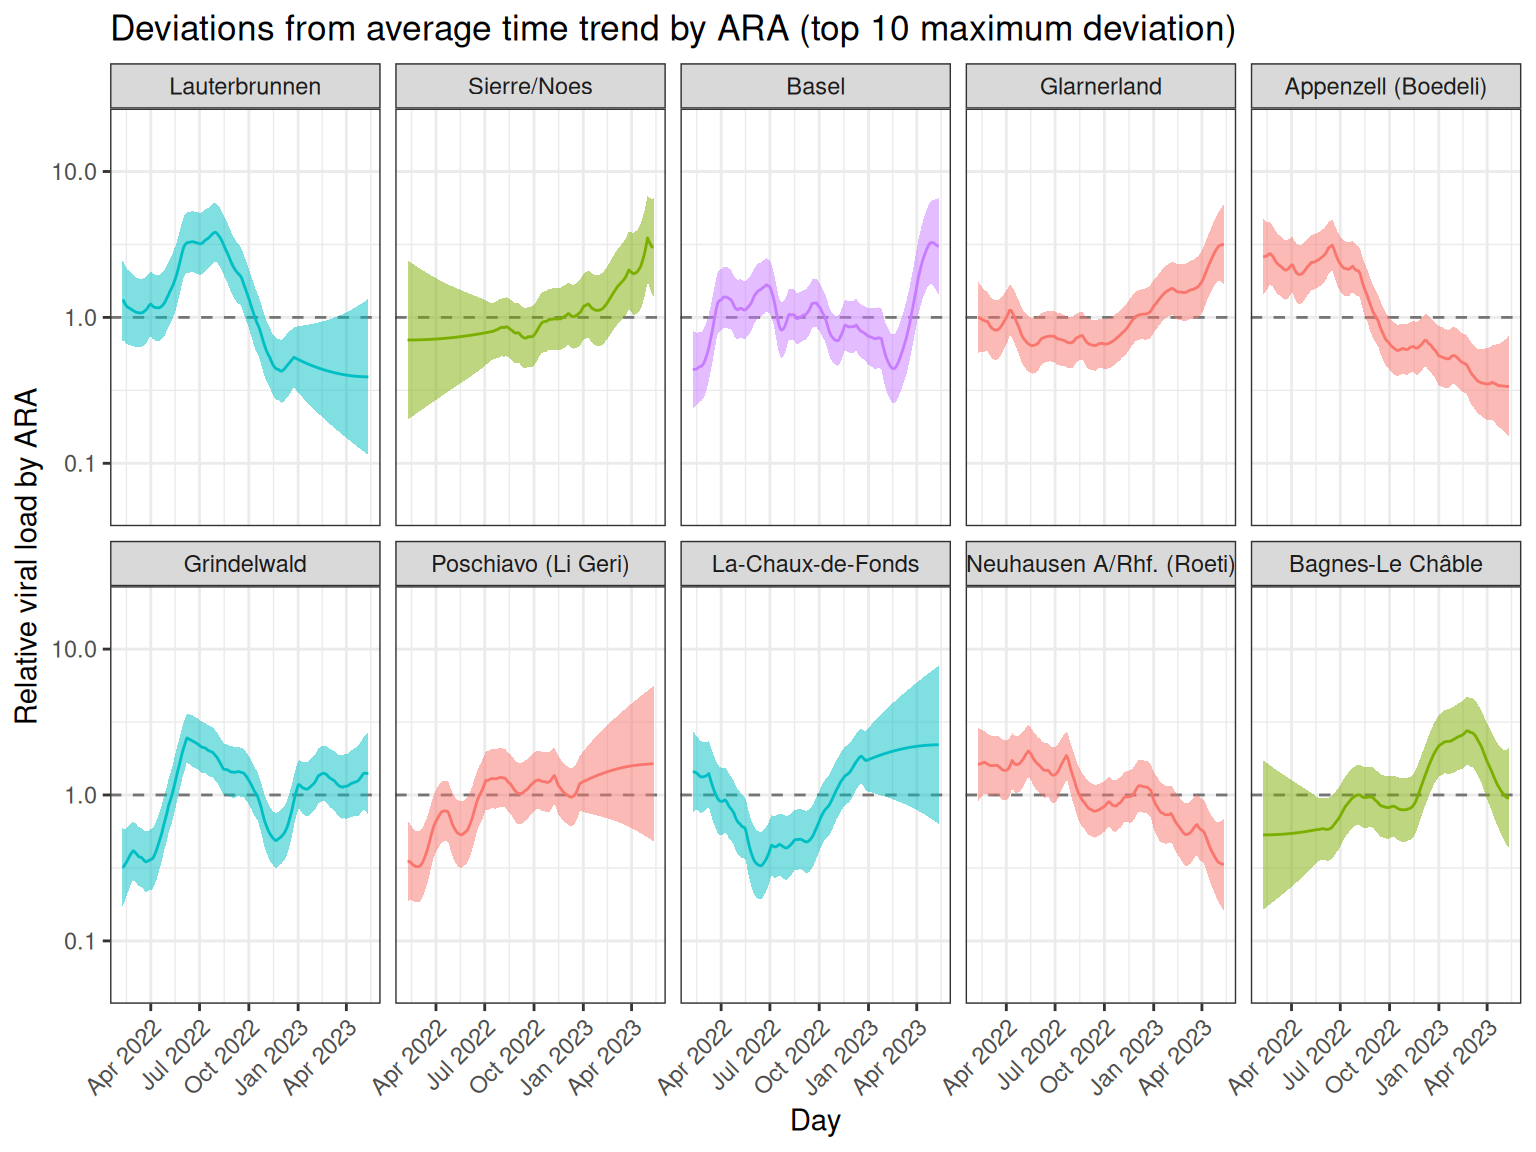 Deviations from average time trend by ARA (top 10 maximum deviation)
Lauterbrunnen
Sierre/Noes
Basel
Glarnerland
Appenzell (Boedeli)
10.0
1.0
0.1
Grindelwald
Poschiavo (Li Geri)
La-Chaux-de-Fonds
Neuhausen A/Rhf. (Roeti)
Bagnes-Le Châble
10.0
1.0
0.1
Relative viral load by ARA
Apr 2022 Jul 2022 Oct 2022 Jan 2023 Apr 2023
Apr 2022 Jul 2022 Oct 2022 Jan 2023 Apr 2023
Apr 2022 Jul 2022 Oct 2022 Jan 2023 Apr 2023
Apr 2022 Jul 2022 Oct 2022 Jan 2023 Apr 2023
Apr 2022 Jul 2022 Oct 2022 Jan 2023 Apr 2023
Day